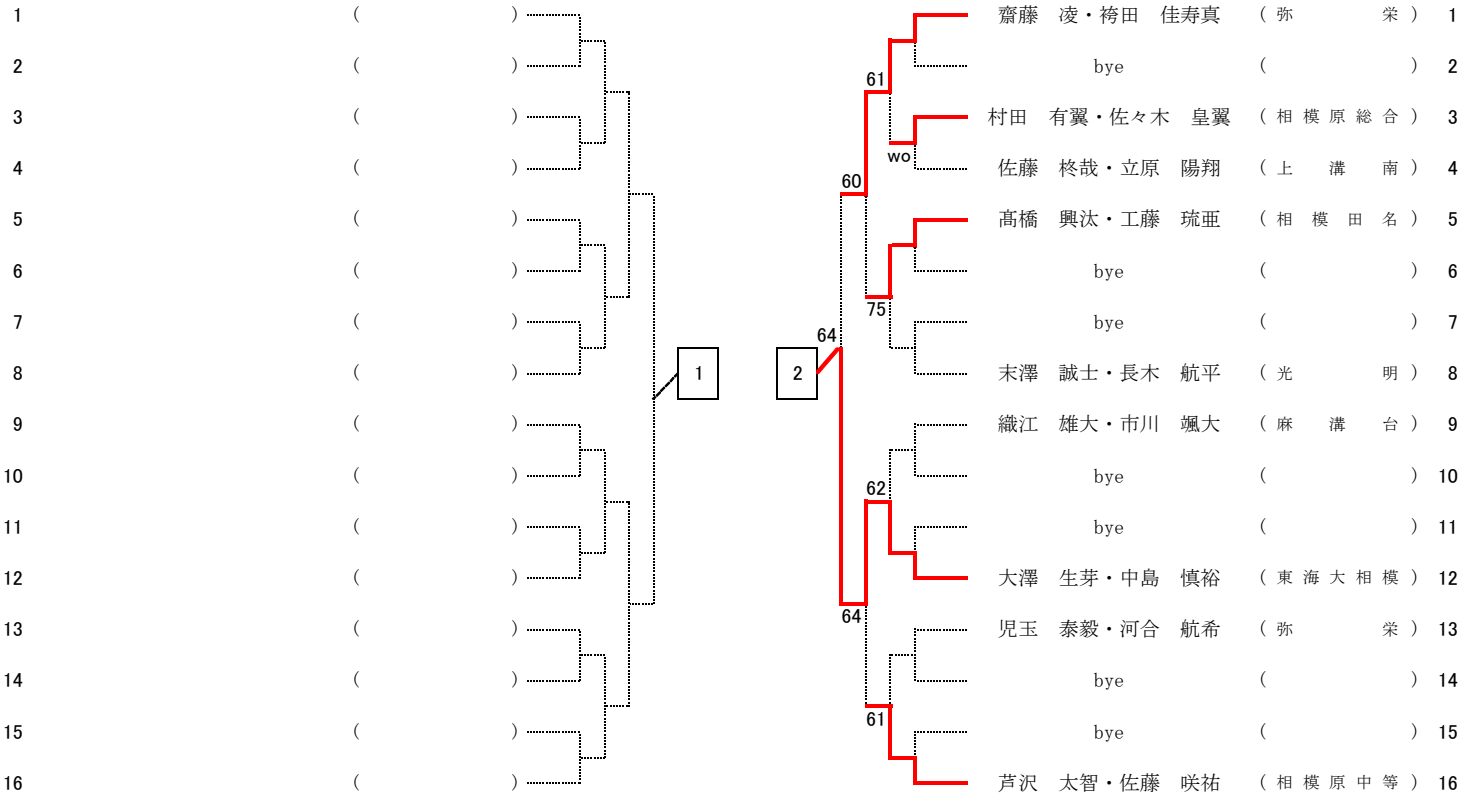 1 ( ) 齋藤 凌・袴田 佳寿真 ( 弥 栄 ) 1
2 ( ) bye ( ) 2
61
3 ( ) 村田 有翼・佐々木 皇翼 ( 相 模 原 総 合 ) 3
wo
4 ( ) 佐藤 柊哉・立原 陽翔 ( 上 溝 南 ) 4
60
5 ( ) 髙橋 興汰・工藤 琉亜 ( 相 模 田 名 ) 5
6 ( ) bye ( ) 6
75
7 ( ) bye ( ) 7
64
8 ( ) 1 2 末澤 誠士・長木 航平 ( 光 明 ) 8
9 ( ) 織江 雄大・市川 颯大 ( 麻 溝 台 ) 9
10 ( ) bye ( ) 10
62
11 ( ) bye ( ) 11
12 ( ) 大澤 生芽・中島 慎裕 ( 東 海 大 相 模 ) 12
64
13 ( ) 児玉 泰毅・河合 航希 ( 弥 栄 ) 13
14 ( ) bye ( ) 14
61
15 ( ) bye ( ) 15
16 ( ) 芦沢 太智・佐藤 咲祐 ( 相 模 原 中 等 ) 16